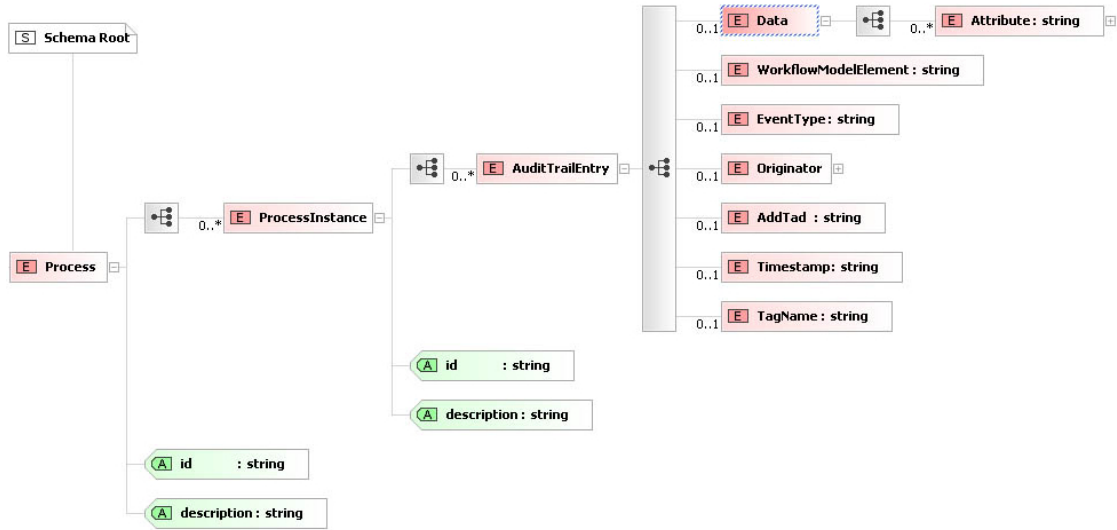 E Data
0..1
0..*
E Attribute: string
S Schema Root
E WorkflowModelElement: string
0..1
E EventType: string
0..1
E AuditTrailEntry
0..*
E Originator
0..1
E ProcessInstance
0..*
E AddTad : string
0..1
E Process
E Timestamp: string
0..1
E TagName: string
0..1
A id : string
A description: string
A id : string
A description: string